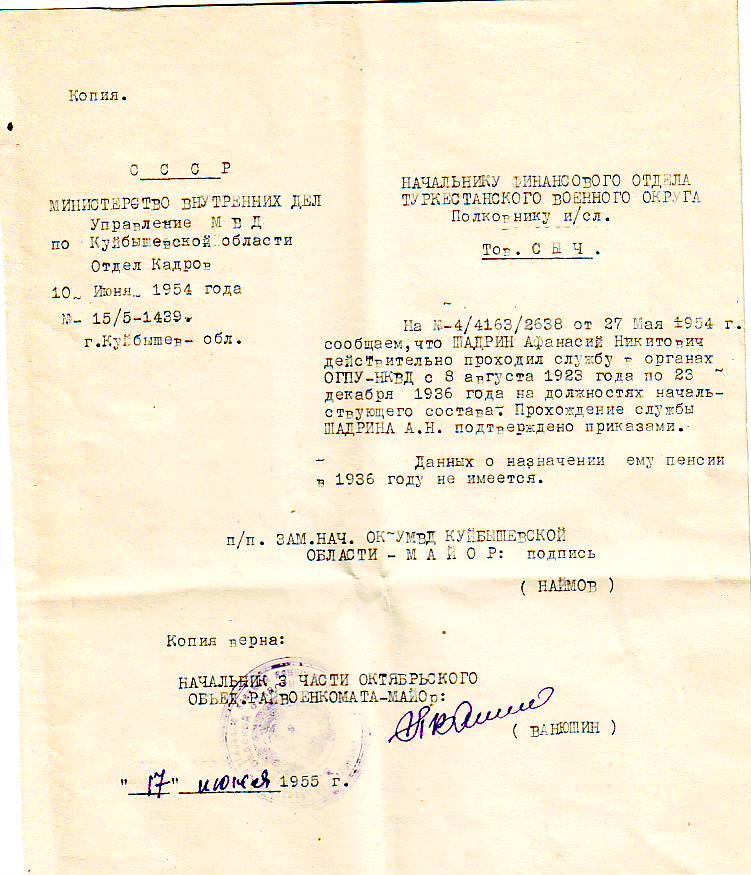 Копия.
С С С Р
МИНИСТЕРСТВО ВНУТРЕННИХ ДЕЛ
Управление М В Д
по Куйбышевской области
Отдел Кадров
10 Июня 1954 года
№- 15/5-1439.
г.Куйбышев- обл.
НАЧАЛЬНИКУ ФИНАНСОВОГО ОТДЕЛА
ТУРКЕСТАНСКОГО ВОЕННОГО ОКРУГА
Полковнику и/сл.
Тов. С Ы Ч .
На №-4/4163/2638 от 27 Мая 1954 г.
сообщаем,что ШАДРИН Афанасий Никитович
действительно проходил службу в органах
ОГПУ-НКВД с 8 августа 1923 года по 23
декабря 1936 года на должностях началь-
ствующего состава. Прохождение службы
ШАДРИНА А.Н. подтверждено приказами.
Данных о назначении ему пенсии
в 1936 году не имеется.
п/п. ЗАМ.НАЧ. ОК УМВД КУЙБЫШЕВСКОЙ
ОБЛАСТИ - М А Й О Р: подпись
( НАЙМОВ )
Копия верна:
НАЧАЛЬНИК 3 ЧАСТИ ОКТЯБРЬСКОГО
ОБЪЕД.РАЙВОЕНКОМАТА-МАЙОр:
( ВАНЮШИН )
"17" июня 1955 г.